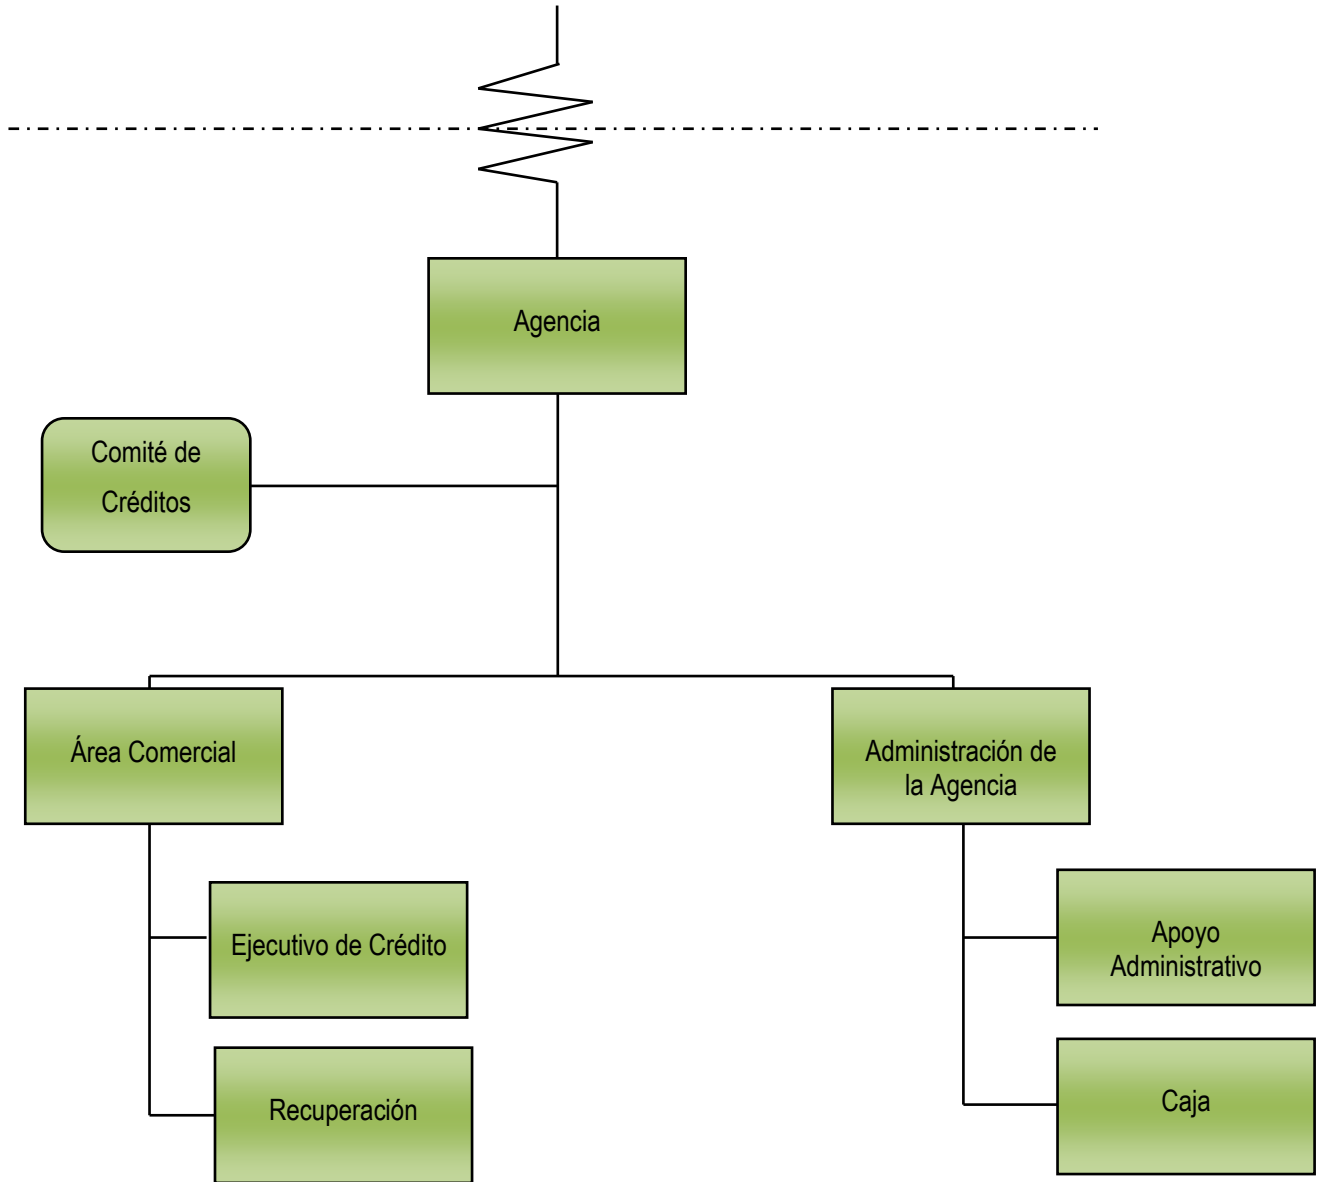 Agencia
Comité de
Créditos
Área Comercial
Administración de
la Agencia
Ejecutivo de Crédito
Apoyo
Administrativo
Recuperación
Caja